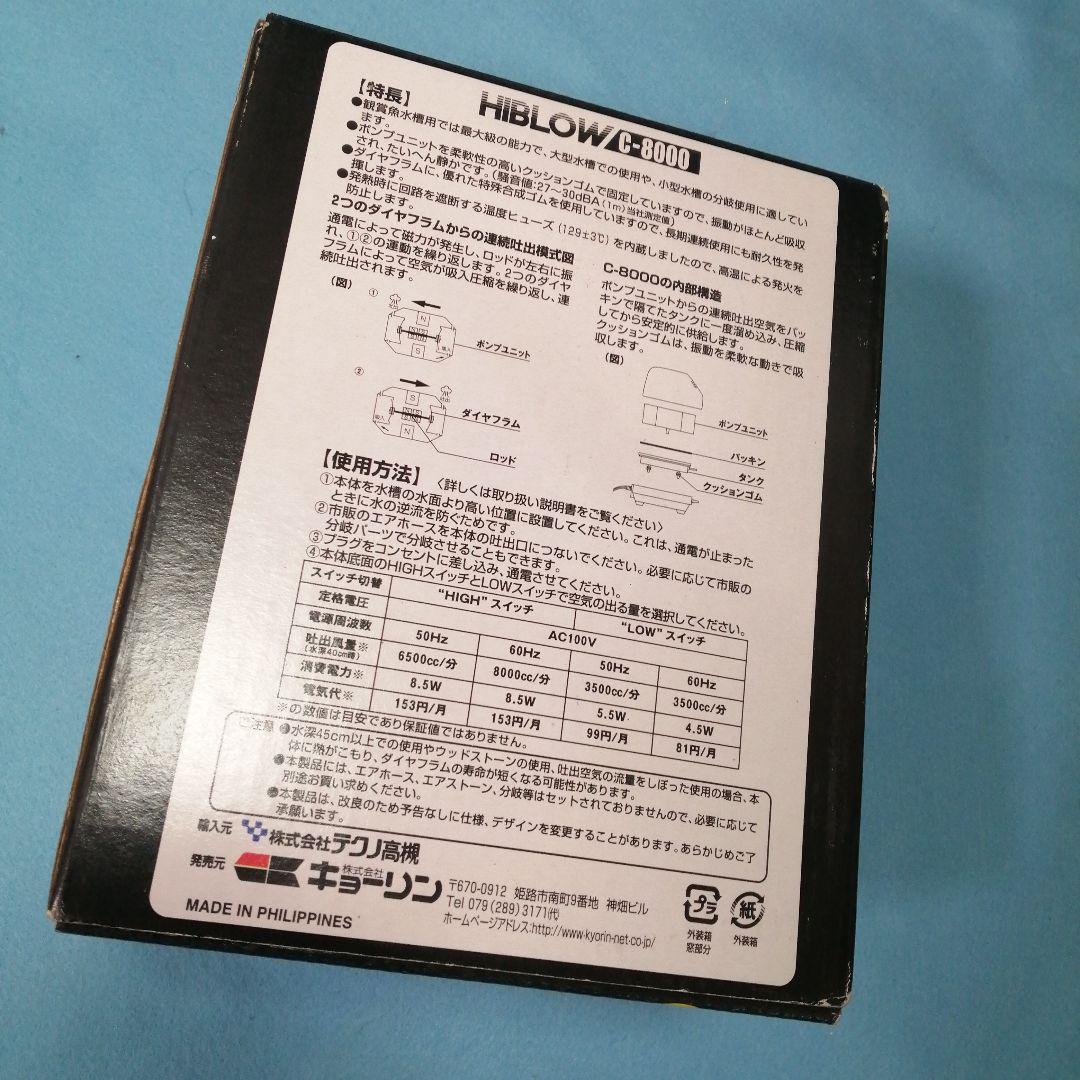 HIBLOW C-8000
【特長】
●観賞魚水槽用では最大級の能力で、大型水槽での使用や、小型水槽の分岐使用に適してい
ます。
●ポンプユニットを柔軟性の高いクッションゴムで固定していますので、振動がほとんど吸収
され、たいへん静かです。(騒音値:27~30dBA(1m)当社測定値)
●ダイヤフラムに、優れた特殊合成ゴムを使用していますので、長期連続使用にも耐久性を発
揮します。
●発熱時に回路を遮断する温度ヒューズ(129±3℃)を内蔵しましたので、高温による発火を
防止します。
2つのダイヤフラムからの連続吐出模式図
通電によって磁力が発生し、ロッドが左右に振
れ、①②の運動を繰り返します。2つのダイヤ
フラムによって空気が吸入圧縮を繰り返し、連
続吐出されます。
(図)
①
N
S
ポンプユニット
②
S
N
吸入
ダイヤフラム
ロッド
C-8000の内部構造
ポンプユニットからの連続吐出空気をパッ
キンで隔てたタンクに一度溜め込み、圧縮
してから安定的に供給します。
クッションゴムは、振動を柔軟な動きで吸
収します。
(図)
ポンプユニット
パッキン
タンク
クッションゴム
【使用方法】 〈詳しくは取り扱い説明書をご覧ください〉
①本体を水槽の水面より高い位置に設置してください。これは、通電が止まった
ときに水の逆流を防ぐためです。
②市販のエアホースを本体の吐出口につないでください。必要に応じて市販の
分岐パーツで分岐させることもできます。
③プラグをコンセントに差し込み、通電させてください。
④本体底面のHIGHスイッチとLOWスイッチで空気の出る量を選択してください。
スイッチ切替 "HIGH" スイッチ "LOW" スイッチ
定格電圧 AC100V
電源周波数 50Hz 60Hz 50Hz 60Hz
吐出風量※(水深40cm時) 6500cc/分 8000cc/分 3500cc/分 3500cc/分
消費電力※ 8.5W 8.5W 5.5W 4.5W
電気代※ 153円/月 153円/月 99円/月 81円/月
※の数値は目安であり保証値ではありません。
ご注意 ●水深45cm以上での使用やウッドストーンの使用、吐出空気の流量をしぼった使用の場合、本
体に熱がこもり、ダイヤフラムの寿命が短くなる可能性があります。
●本製品には、エアホース、エアストーン、分岐等はセットされておりませんので、必要に応じて
別途お買い求めください。
●本製品は、改良のため予告なしに仕様、デザインを変更することがあります。あらかじめご了
承願います。
輸入元 株式会社テクノ高槻
発売元 株式会社キョーリン
〒670-0912 姫路市南町9番地 神畑ビル
Tel 079(289)3171(代)
ホームページアドレス:http://www.kyorin-net.co.jp/
MADE IN PHILIPPINES
プラ
外装箱
窓部分
紙
外装箱